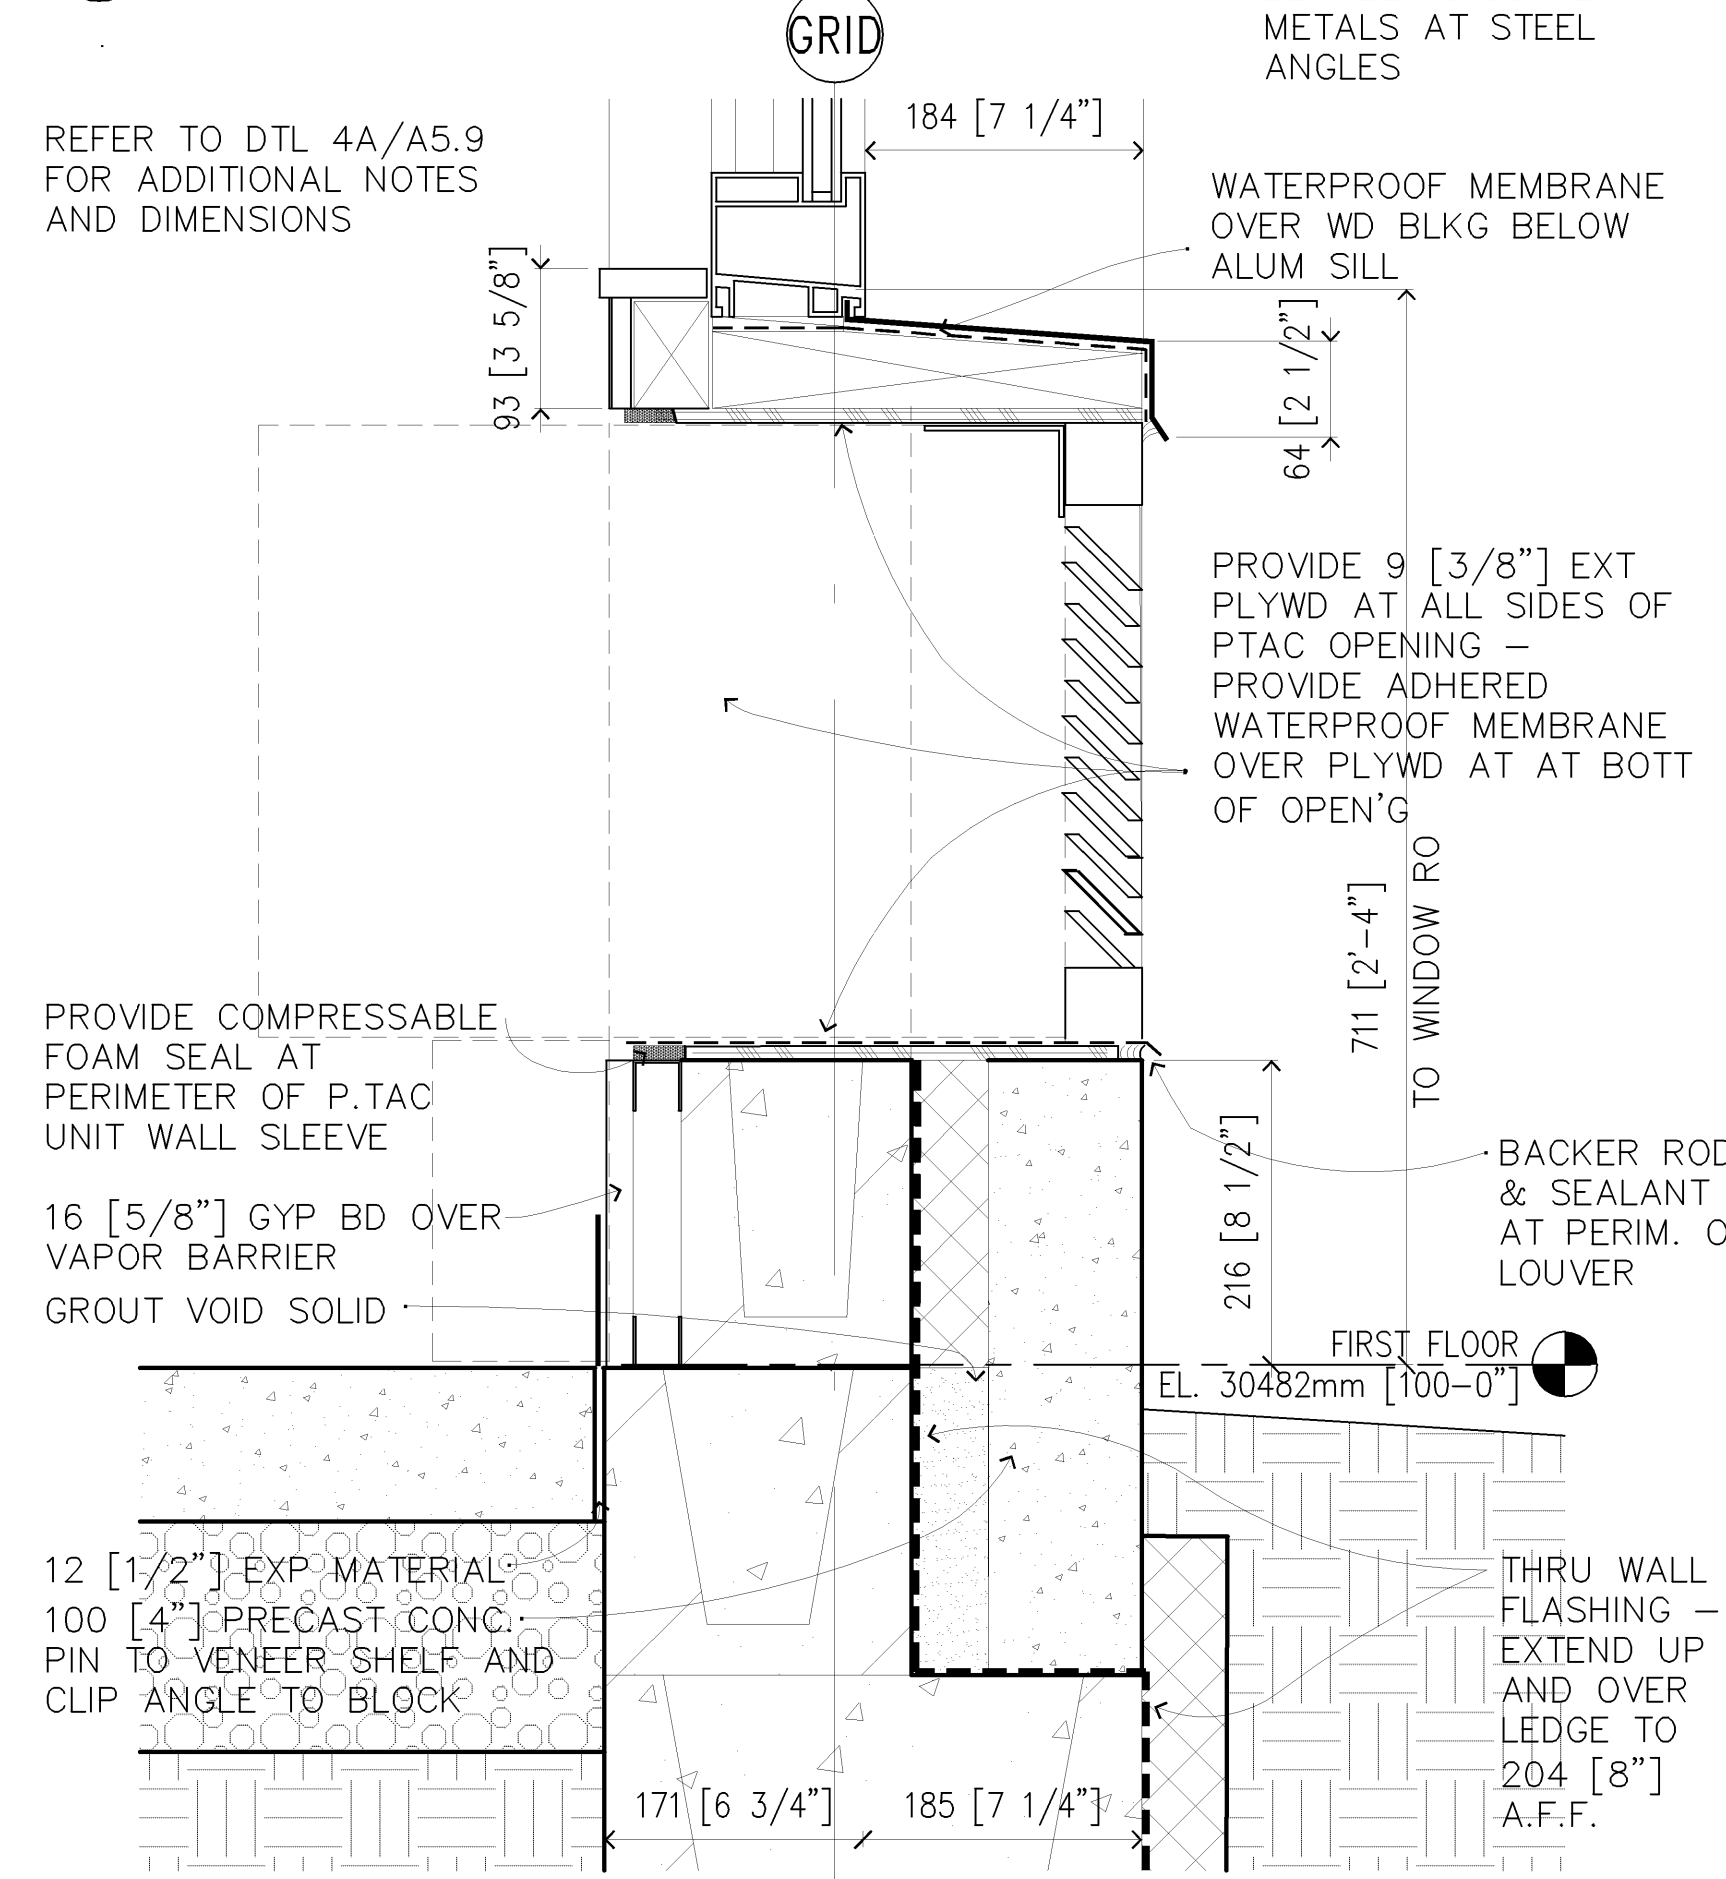 GRID
METALS AT STEEL
ANGLES
184 [7 1/4”]
REFER TO DTL 4A/A5.9
FOR ADDITIONAL NOTES
AND DIMENSIONS
WATERPROOF MEMBRANE
OVER WD BLKG BELOW
ALUM SILL
93 [3 5/8”]
64 [2 1/2”]
PROVIDE 9 [3/8”] EXT
PLYWD AT ALL SIDES OF
PTAC OPENING –
PROVIDE ADHERED
WATERPROOF MEMBRANE
OVER PLYWD AT AT BOTT
OF OPEN’G
711 [2’–4”]
TO WINDOW RO
PROVIDE COMPRESSABLE
FOAM SEAL AT
PERIMETER OF P.TAC
UNIT WALL SLEEVE
16 [5/8”] GYP BD OVER
VAPOR BARRIER
GROUT VOID SOLID
216 [8 1/2”]
BACKER ROD
& SEALANT
AT PERIM. O
LOUVER
FIRST FLOOR
EL. 30482mm [100–0”]
12 [1/2”] EXP MATERIAL
100 [4”] PRECAST CONC.
PIN TO VENEER SHELF AND
CLIP ANGLE TO BLOCK
THRU WALL
FLASHING –
EXTEND UP
AND OVER
LEDGE TO
204 [8”]
A.F.F.
171 [6 3/4”]
185 [7 1/4”]